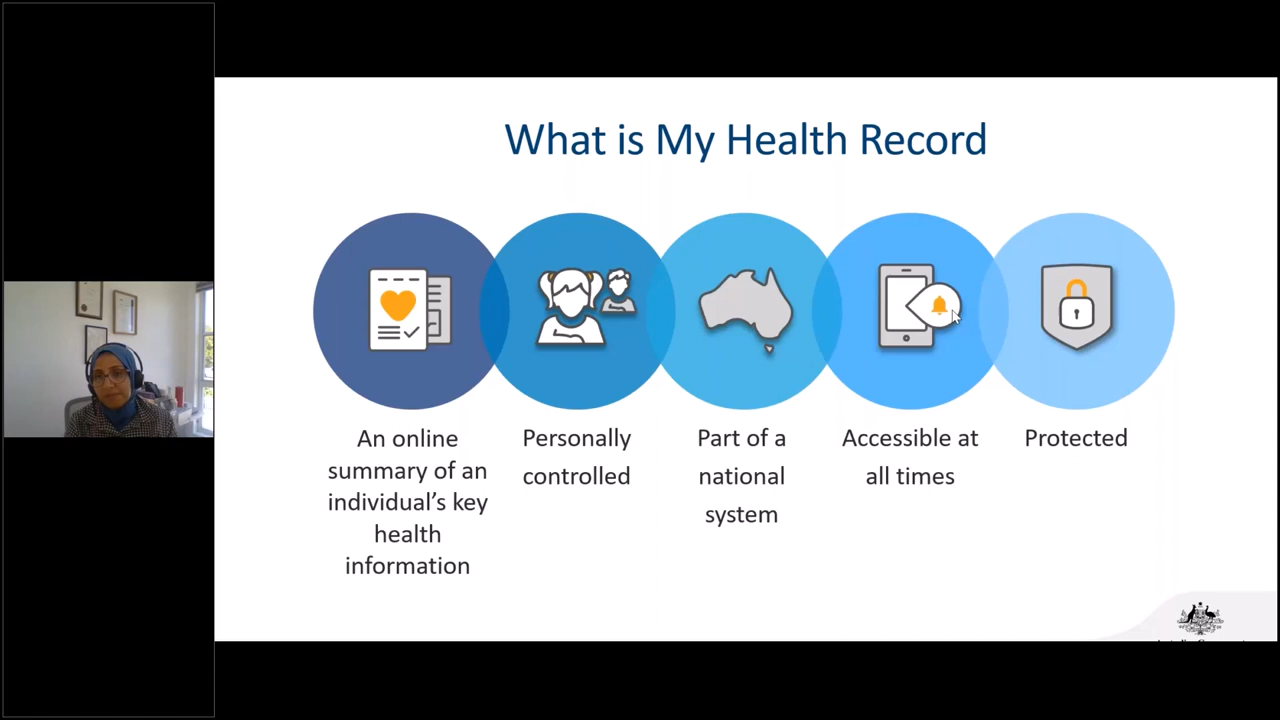 What is My Health Record
An online
summary of an
individual's key
health
information
Personally
controlled
Part of a
national
system
Accessible at
all times
Protected